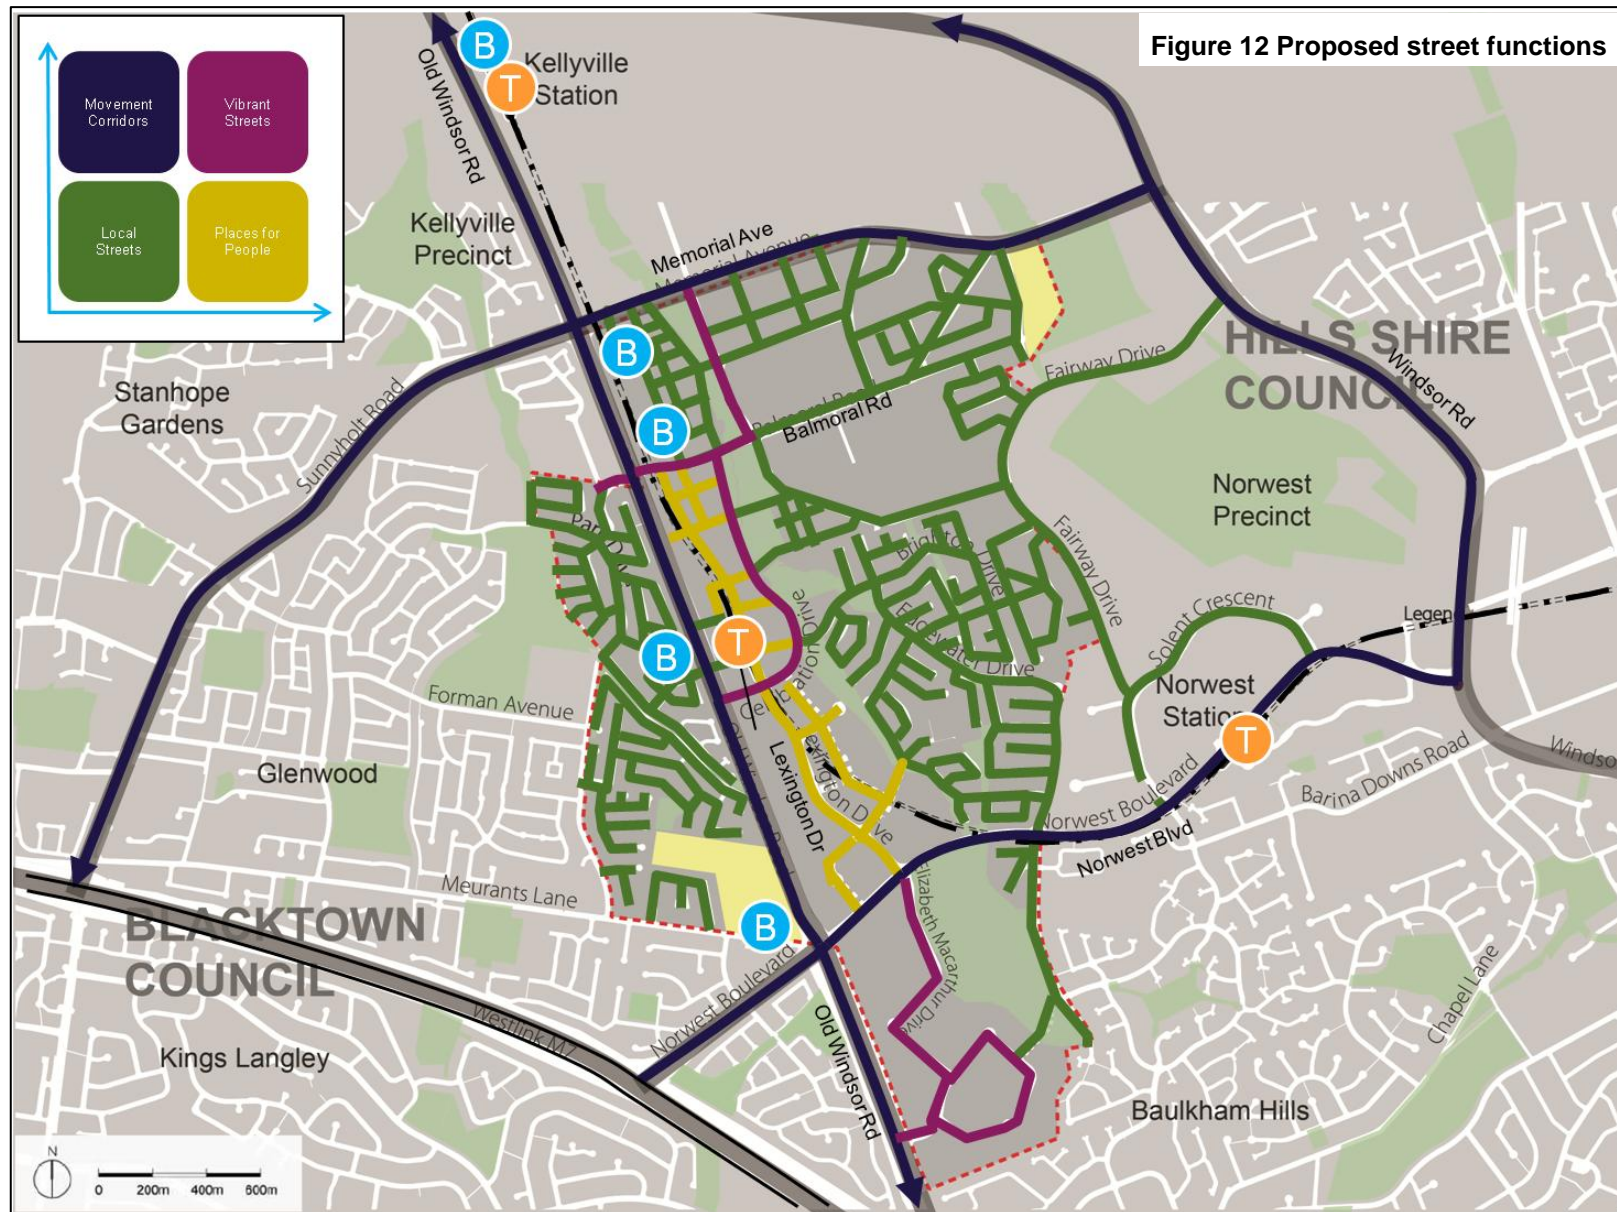 Figure 12 Proposed street functions
Movement
Corridors
Vibrant
Streets
Local
Streets
Places for
People
B
T
Kellyville
Station
Old Windsor Rd
Kellyville
Precinct
Memorial Ave
Memorial Avenue
B
Stanhope
Gardens
Sunnyholt Road
HILLS SHIRE
COUNCIL
Windsor Rd
Fairway Drive
Balmoral Road
Balmoral Rd
B
Norwest
Precinct
Brighton Drive
Fairway Drive
Edgewater Drive
Solent Crescent
Celebration Drive
T
B
Forman Avenue
Norwest
Station
T
Glenwood
Lexington Dr
Lexington Drive
Norwest Boulevard
Norwest Blvd
Barina Downs Road
Meurants Lane
Elizabeth Macarthur Drive
B
BLACKTOWN
COUNCIL
Norwest Boulevard
Westlink M7
Old Windsor Rd
Chapel Lane
Kings Langley
Baulkham Hills
N
0 200m 400m 600m